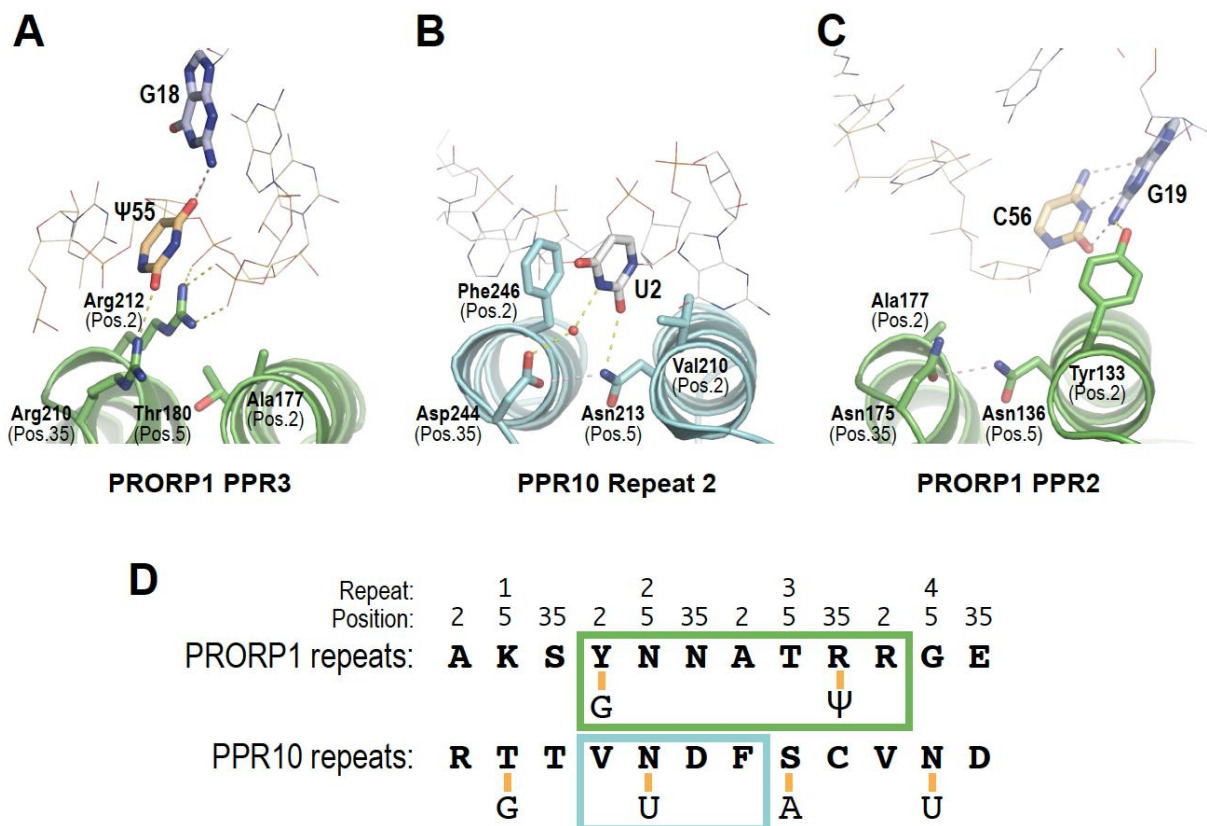 A
G18
Ψ55
Arg212
(Pos.2)
Arg210
(Pos.35)
Thr180
(Pos.5)
Ala177
(Pos.2)
PRORP1 PPR3
B
Phe246
(Pos.2)
U2
Val210
(Pos.2)
Asp244
(Pos.35)
Asn213
(Pos.5)
PPR10 Repeat 2
C
C56
G19
Ala177
(Pos.2)
Tyr133
(Pos.2)
Asn175
(Pos.35)
Asn136
(Pos.5)
PRORP1 PPR2
D
Repeat: 1 2 3 4
Position: 2 5 35 2 5 35 2 5 35 2 5 35
PRORP1 repeats: A K S Y N N A T R R G E
G Ψ
PPR10 repeats: R T T V N D F S C V N D
G U A U